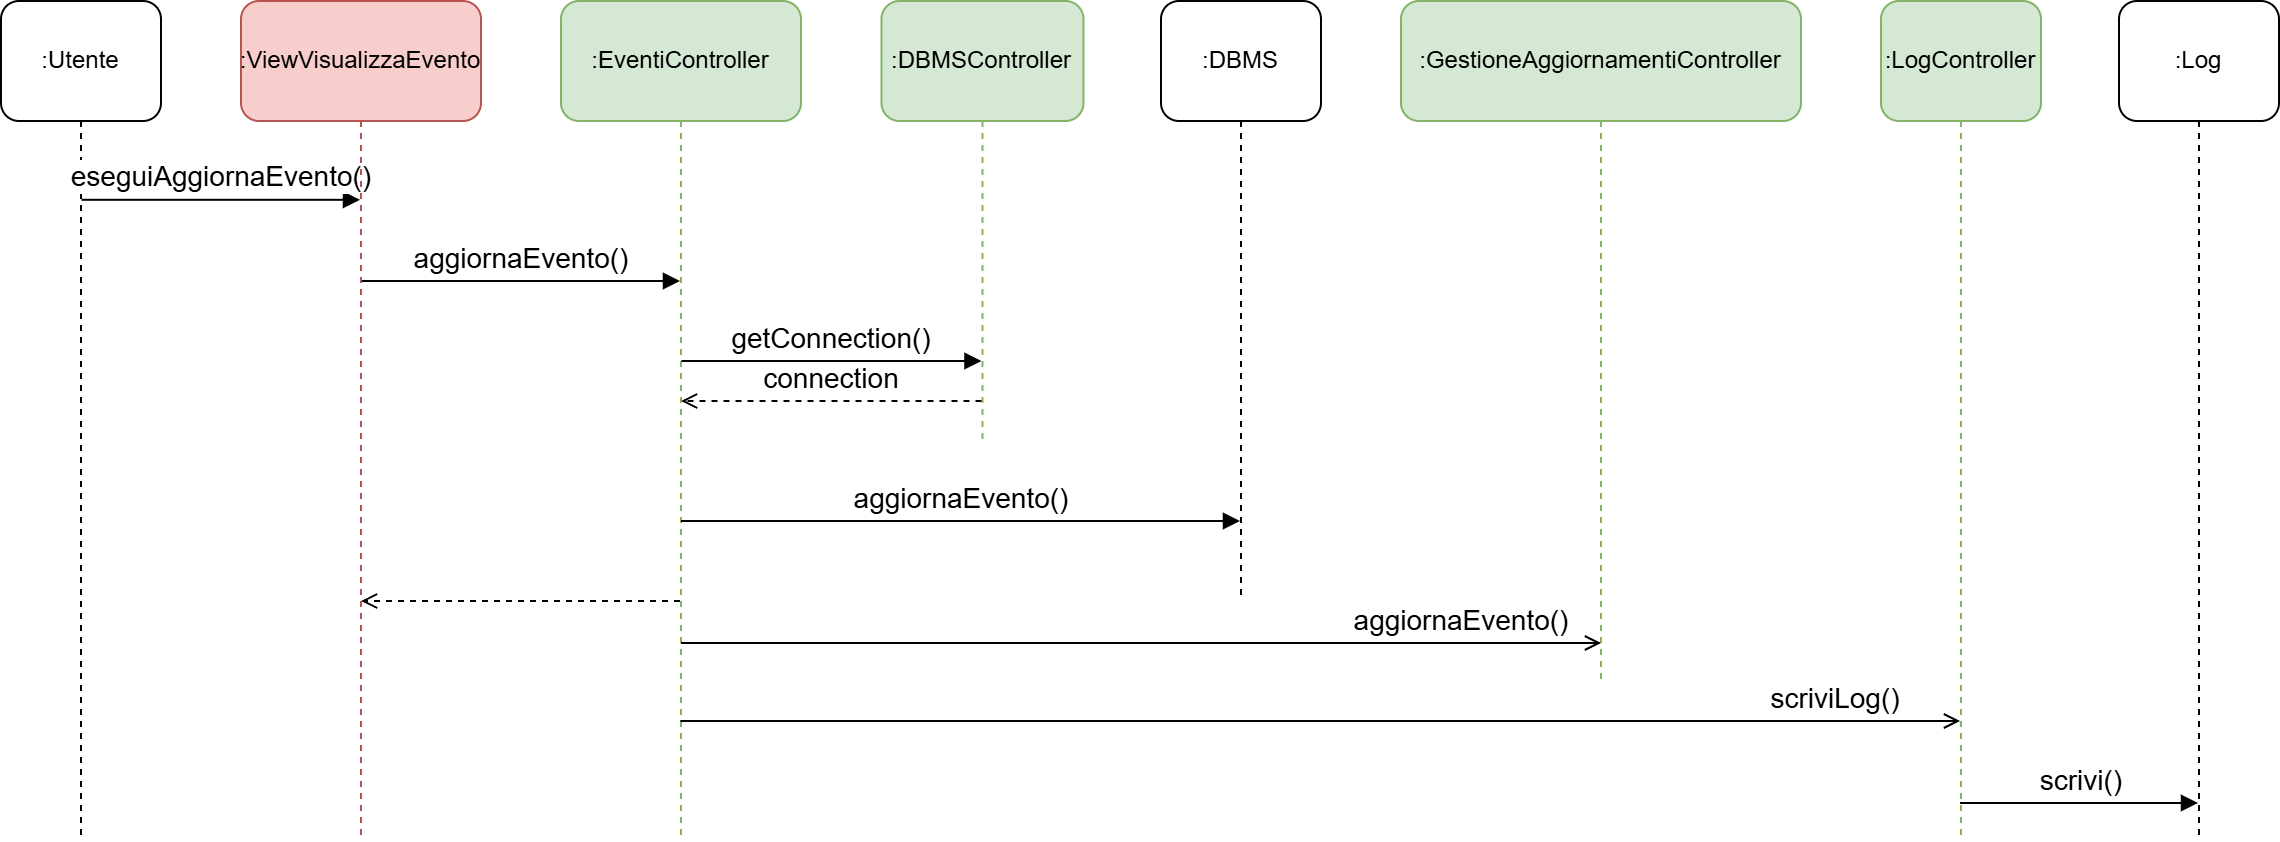 :Utente
:ViewVisualizzaEvento
:EventiController
:DBMSController
:DBMS
:GestioneAggiornamentiController
:LogController
:Log
eseguiAggiornaEvento()
aggiornaEvento()
getConnection()
connection
aggiornaEvento()
aggiornaEvento()
scriviLog()
scrivi()